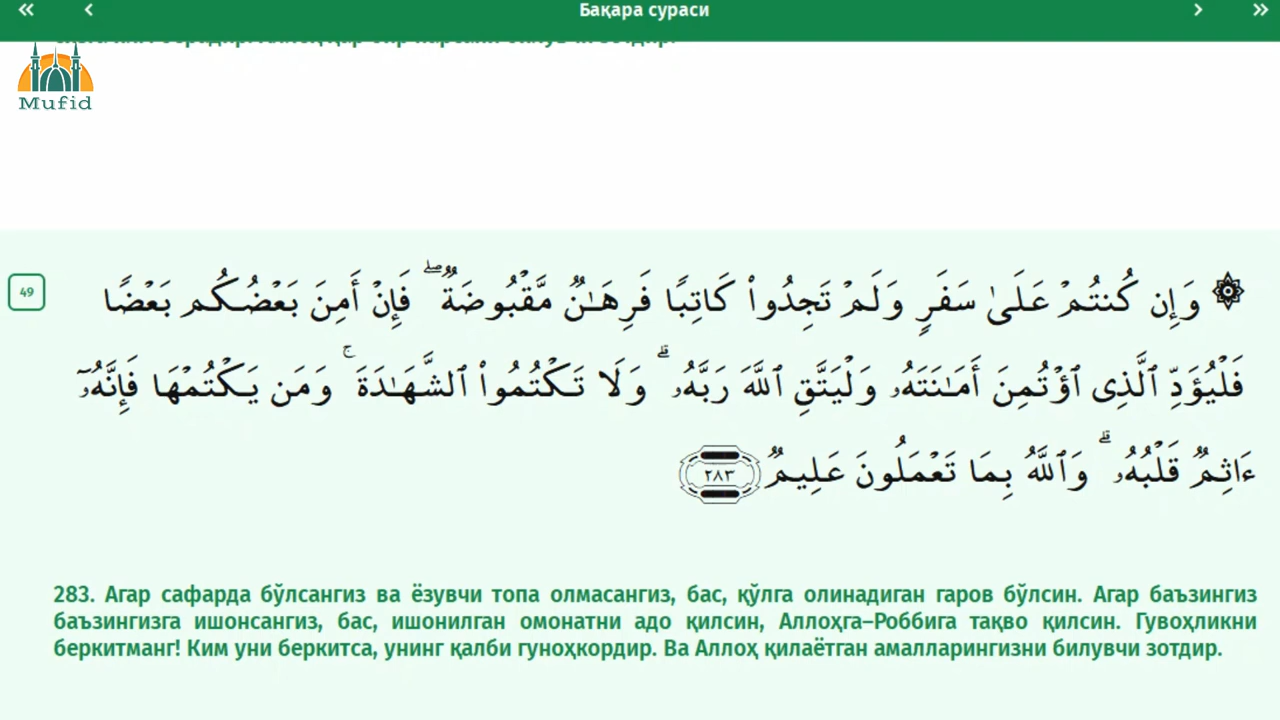 Бақара сураси
Mufid
۞ وَإِن كُنتُمْ عَلَىٰ سَفَرٍ وَلَمْ تَجِدُوا۟ كَاتِبًا فَرِهَـٰنٌ مَّقْبُوضَةٌ ۖ فَإِنْ أَمِنَ بَعْضُكُم بَعْضًا
49
فَلْيُؤَدِّ ٱلَّذِى ٱؤْتُمِنَ أَمَـٰنَتَهُۥ وَلْيَتَّقِ ٱللَّهَ رَبَّهُۥ ۗ وَلَا تَكْتُمُوا۟ ٱلشَّهَـٰدَةَ ۚ وَمَن يَكْتُمْهَا فَإِنَّهُۥٓ
ءَاثِمٌ قَلْبُهُۥ ۗ وَٱللَّهُ بِمَا تَعْمَلُونَ عَلِيمٌ ٢٨٣
283. Агар сафарда бўлсангиз ва ёзувчи топа олмасангиз, бас, қўлга олинадиган гаров бўлсин. Агар баъзингиз
баъзингизга ишонсангиз, бас, ишонилган омонатни адо қилсин, Аллоҳга–Роббига тақво қилсин. Гувоҳликни
беркитманг! Ким уни беркитса, унинг қалби гуноҳкордир. Ва Аллоҳ қилаётган амалларингизни билувчи зотдир.